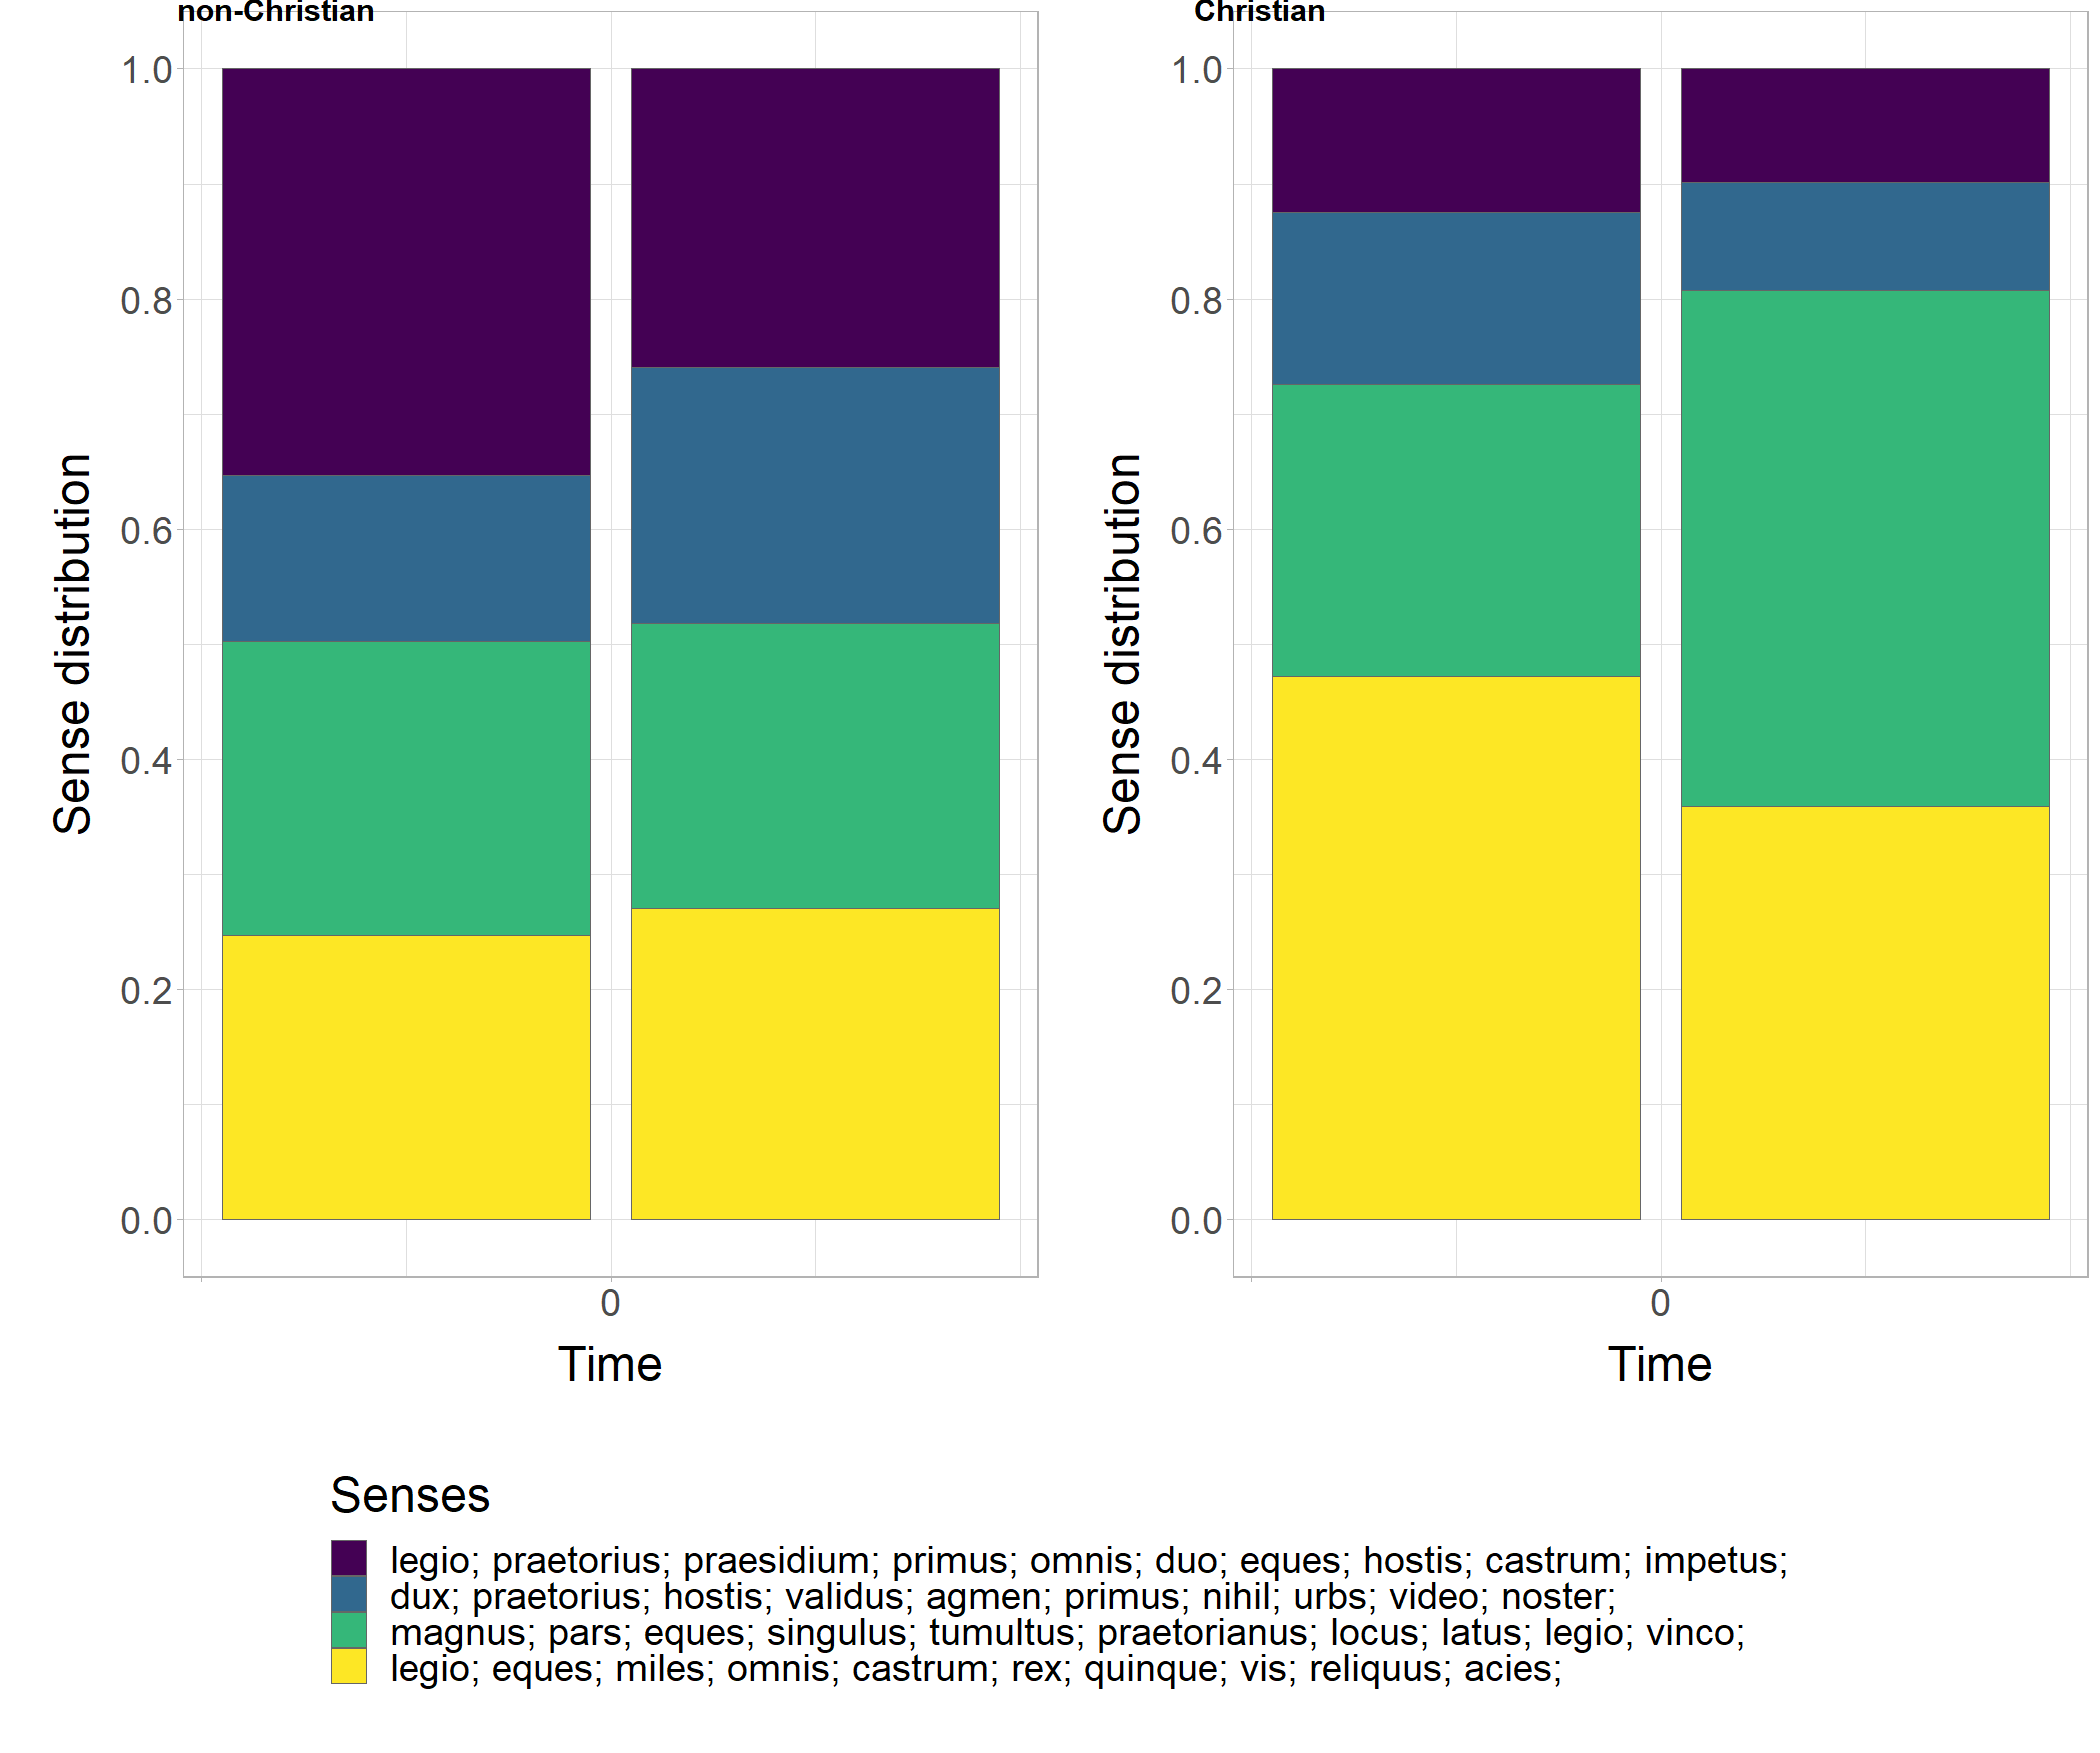 non-Christian
1.0
0.8
0.6
0.4
0.2
0.0
Sense distribution
0
Time
Christian
1.0
0.8
0.6
0.4
0.2
0.0
Sense distribution
0
Time
Senses
legio; praetorius; praesidium; primus; omnis; duo; eques; hostis; castrum; impetus;
dux; praetorius; hostis; validus; agmen; primus; nihil; urbs; video; noster;
magnus; pars; eques; singulus; tumultus; praetorianus; locus; latus; legio; vinco;
legio; eques; miles; omnis; castrum; rex; quinque; vis; reliquus; acies;